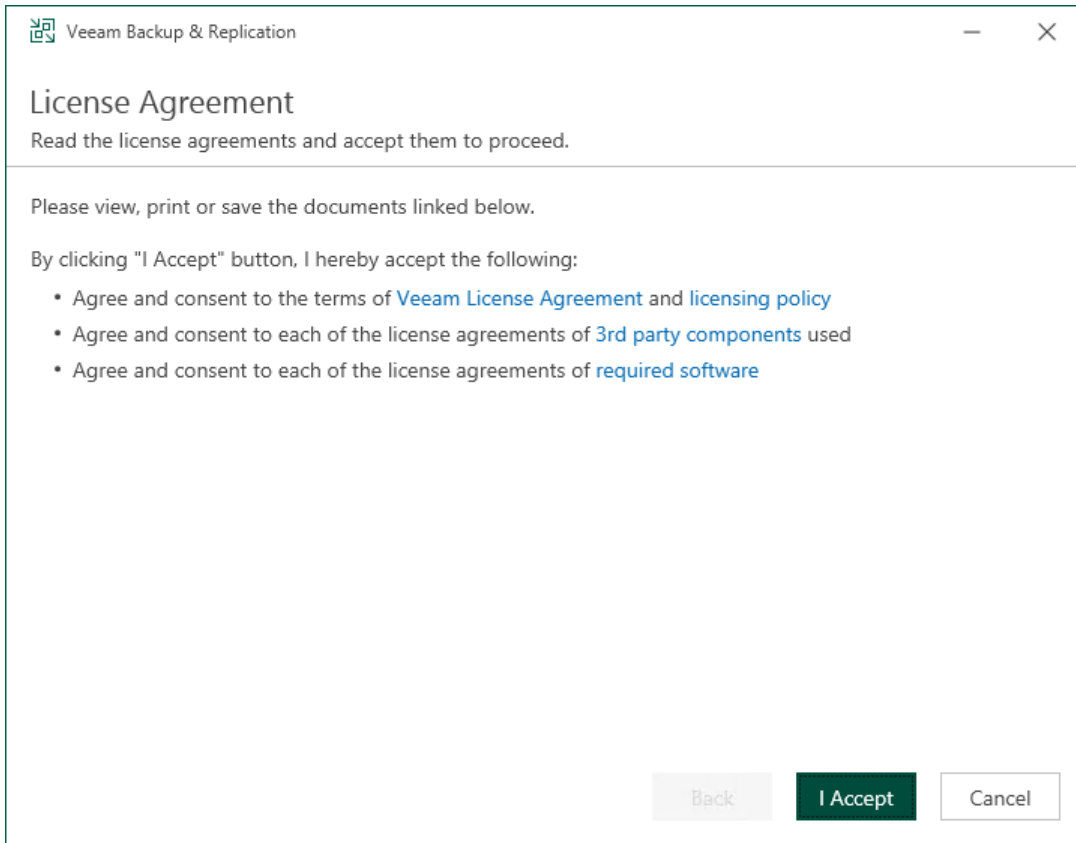 Veeam Backup & Replication
License Agreement
Read the license agreements and accept them to proceed.
Please view, print or save the documents linked below.
By clicking "I Accept" button, I hereby accept the following:
• Agree and consent to the terms of Veeam License Agreement and licensing policy
• Agree and consent to each of the license agreements of 3rd party components used
• Agree and consent to each of the license agreements of required software
Back I Accept Cancel